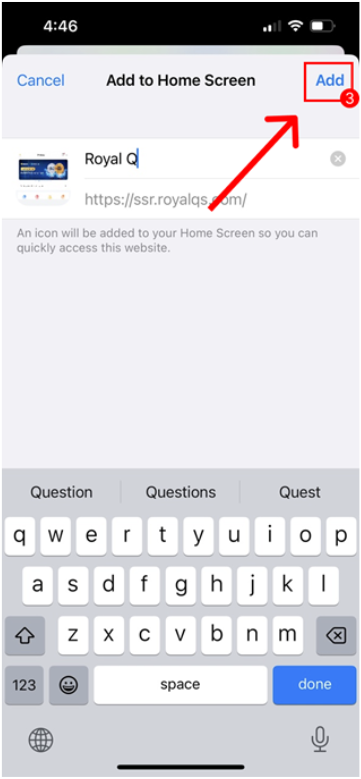 4:46
Cancel
Add to Home Screen
Add
3
Royal Q
https://ssr.royalqs.com/
An icon will be added to your Home Screen so you can
quickly access this website.
Question
Questions
Quest
q w e r t y u i o p
a s d f g h j k l
z x c v b n m
123
space
done